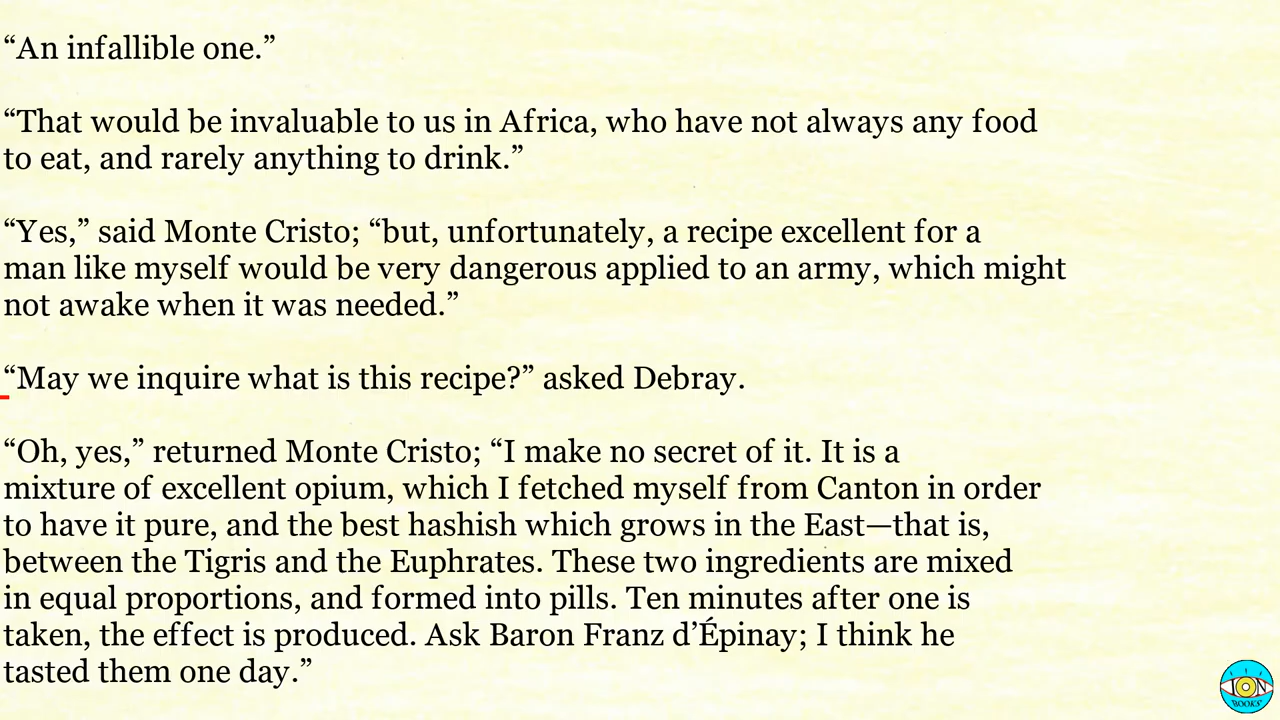 “An infallible one.”
“That would be invaluable to us in Africa, who have not always any food
to eat, and rarely anything to drink.”
“Yes,” said Monte Cristo; “but, unfortunately, a recipe excellent for a
man like myself would be very dangerous applied to an army, which might
not awake when it was needed.”
“May we inquire what is this recipe?” asked Debray.
“Oh, yes,” returned Monte Cristo; “I make no secret of it. It is a
mixture of excellent opium, which I fetched myself from Canton in order
to have it pure, and the best hashish which grows in the East—that is,
between the Tigris and the Euphrates. These two ingredients are mixed
in equal proportions, and formed into pills. Ten minutes after one is
taken, the effect is produced. Ask Baron Franz d’Épinay; I think he
tasted them one day.”
ION
BOOKS